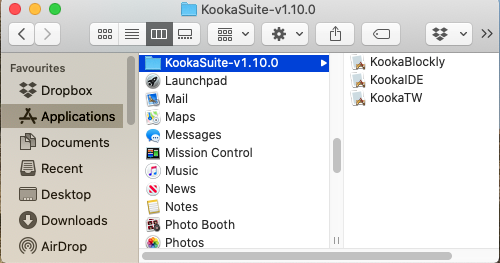 KookaSuite-v1.10.0
Favourites
Dropbox
Applications
Documents
Recent
Desktop
Downloads
AirDrop
KookaSuite-v1.10.0
Launchpad
Mail
Maps
Messages
Mission Control
Music
News
Notes
Photo Booth
Photos
KookaBlockly
KookaIDE
KookaTW